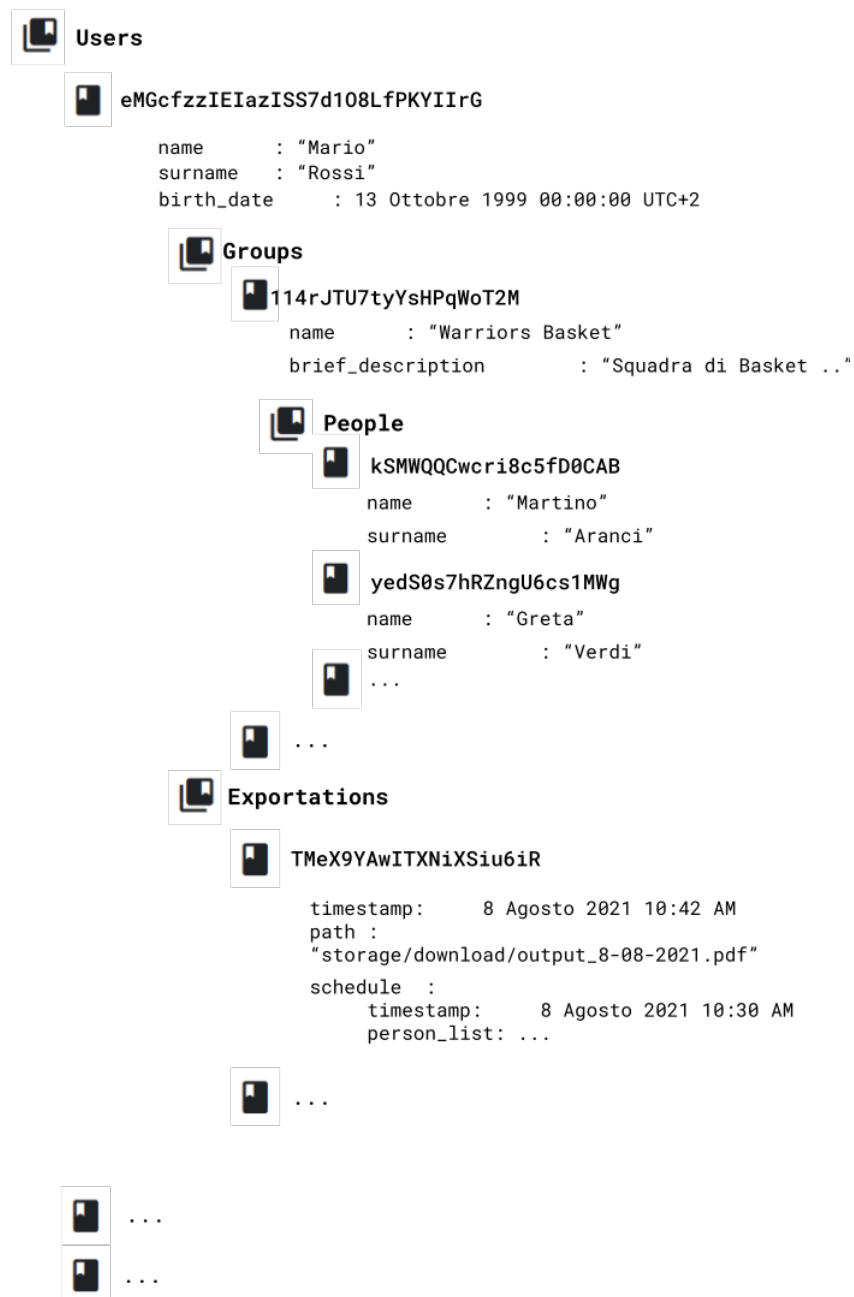 Users
eMGcfzzIEIazISS7d1O8LfPKYIIrG
name : “Mario”
surname : “Rossi”
birth_date : 13 Ottobre 1999 00:00:00 UTC+2
Groups
114rJTU7tyYsHPqWoT2M
name : “Warriors Basket”
brief_description : “Squadra di Basket ..”
People
kSMWQQCwcri8c5fD0CAB
name : “Martino”
surname : “Aranci”
yedS0s7hRZngU6cs1MWg
name : “Greta”
surname : “Verdi”
...
...
Exportations
TMeX9YAwITXNiXSiu6iR
timestamp: 8 Agosto 2021 10:42 AM
path :
“storage/download/output_8-08-2021.pdf”
schedule :
timestamp: 8 Agosto 2021 10:30 AM
person_list: ...
...
...
...